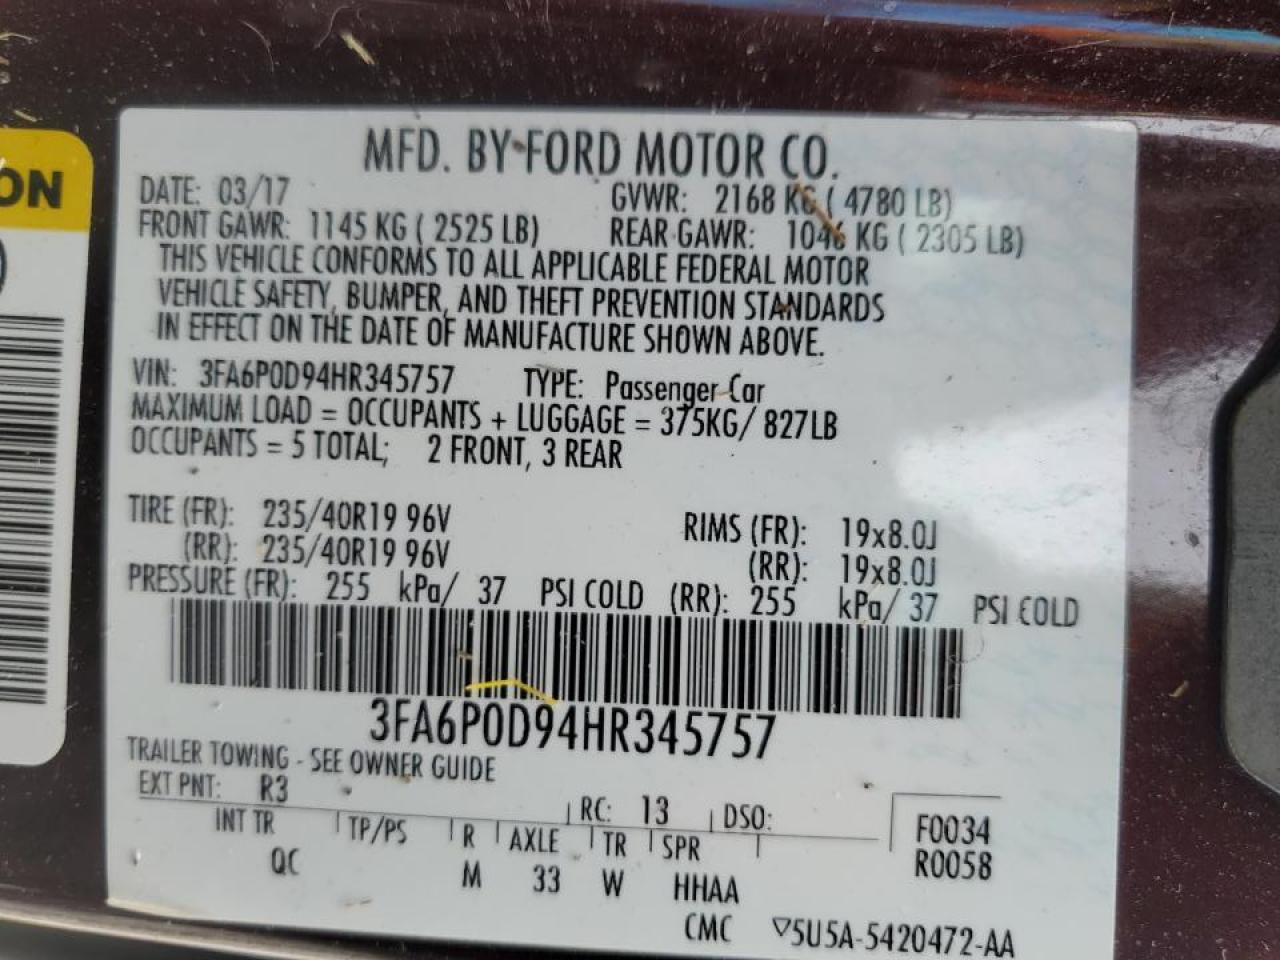 ON
MFD. BY FORD MOTOR CO.
DATE: 03/17 GVWR: 2168 KG ( 4780 LB)
FRONT GAWR: 1145 KG ( 2525 LB) REAR GAWR: 1046 KG ( 2305 LB)
THIS VEHICLE CONFORMS TO ALL APPLICABLE FEDERAL MOTOR
VEHICLE SAFETY, BUMPER, AND THEFT PREVENTION STANDARDS
IN EFFECT ON THE DATE OF MANUFACTURE SHOWN ABOVE.
VIN: 3FA6P0D94HR345757 TYPE: Passenger Car
MAXIMUM LOAD = OCCUPANTS + LUGGAGE = 375KG/ 827LB
OCCUPANTS = 5 TOTAL; 2 FRONT, 3 REAR
TIRE (FR): 235/40R19 96V RIMS (FR): 19x8.0J
(RR): 235/40R19 96V (RR): 19x8.0J
PRESSURE (FR): 255 kPa/ 37 PSI COLD (RR): 255 kPa/ 37 PSI COLD
3FA6P0D94HR345757
TRAILER TOWING - SEE OWNER GUIDE
EXT PNT: R3 RC: 13 DSO:
INT TR TP/PS R AXLE TR SPR F0034
QC M 33 W HHAA R0058
CMC ▽5U5A-5420472-AA